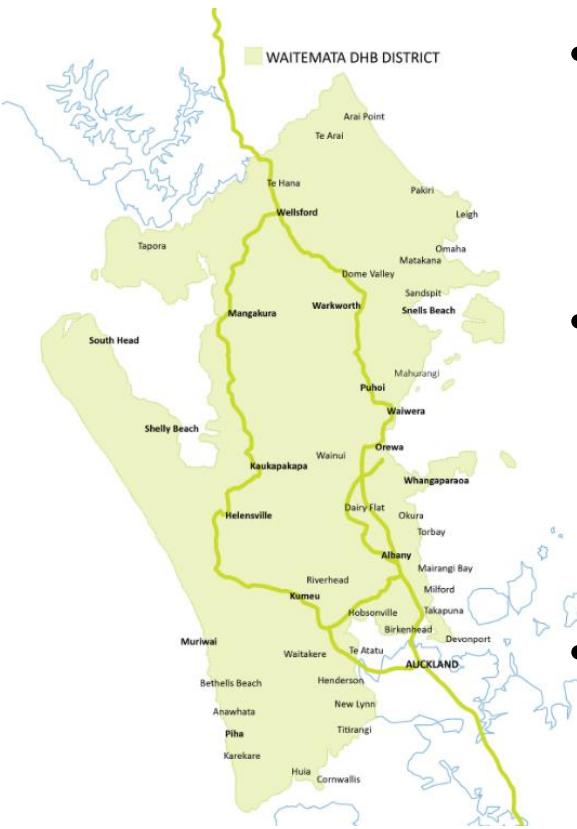 WAITEMATA DHB DISTRICT
Arai Point
Te Arai
Te Hana
Pakiri
Wellsford
Leigh
Tapora
Omaha
Matakana
Dome Valley
Sandspit
Warkworth
Snells Beach
Mangakura
South Head
Mahurangi
Puhoi
Waiwera
Shelly Beach
Orewa
Wainui
Kaukapakapa
Whangaparaoa
Dairy Flat
Helensville
Okura
Torbay
Albany
Mairangi Bay
Riverhead
Milford
Kumeu
Hobsonville
Takapuna
Birkenhead
Devonport
Muriwai
Te Atatu
Waitakere
AUCKLAND
Henderson
Bethells Beach
New Lynn
Anawhata
Titirangi
Piha
Karekare
Huia
Cornwallis